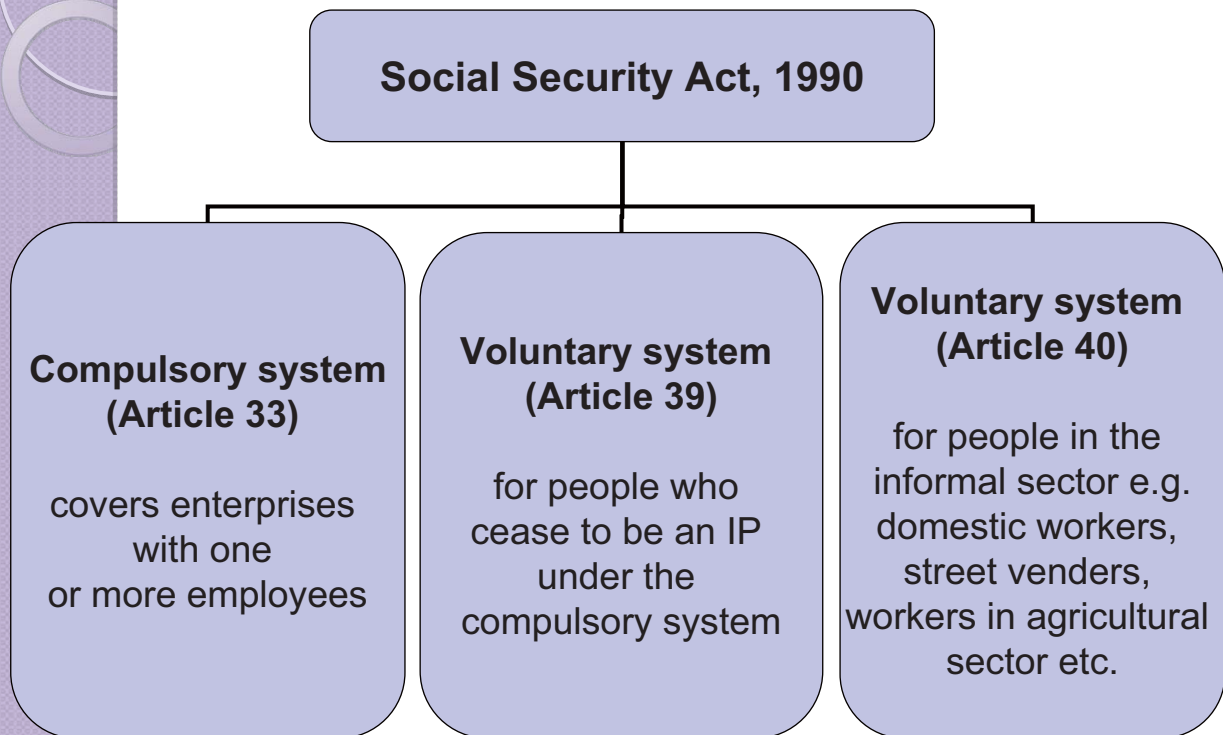 Social Security Act, 1990
Compulsory system
(Article 33)
covers enterprises
with one
or more employees
Voluntary system
(Article 39)
for people who
cease to be an IP
under the
compulsory system
Voluntary system
(Article 40)
for people in the
informal sector e.g.
domestic workers,
street venders,
workers in agricultural
sector etc.